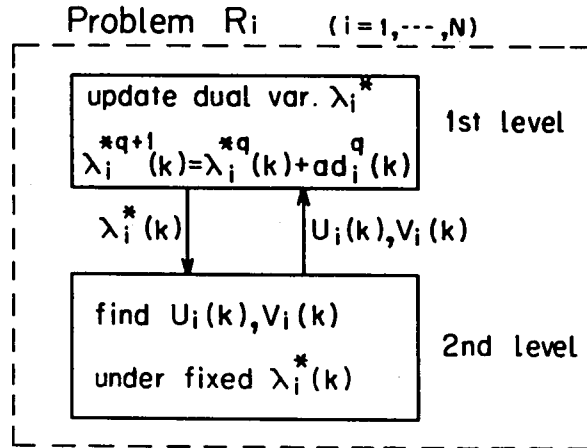 Problem Ri (i=1,···,N)
update dual var. λi*
λi*q+1(k)=λi*q(k)+adiq(k)
1st level
λi*(k)
Ui(k),Vi(k)
find Ui(k),Vi(k)
under fixed λi*(k)
2nd level